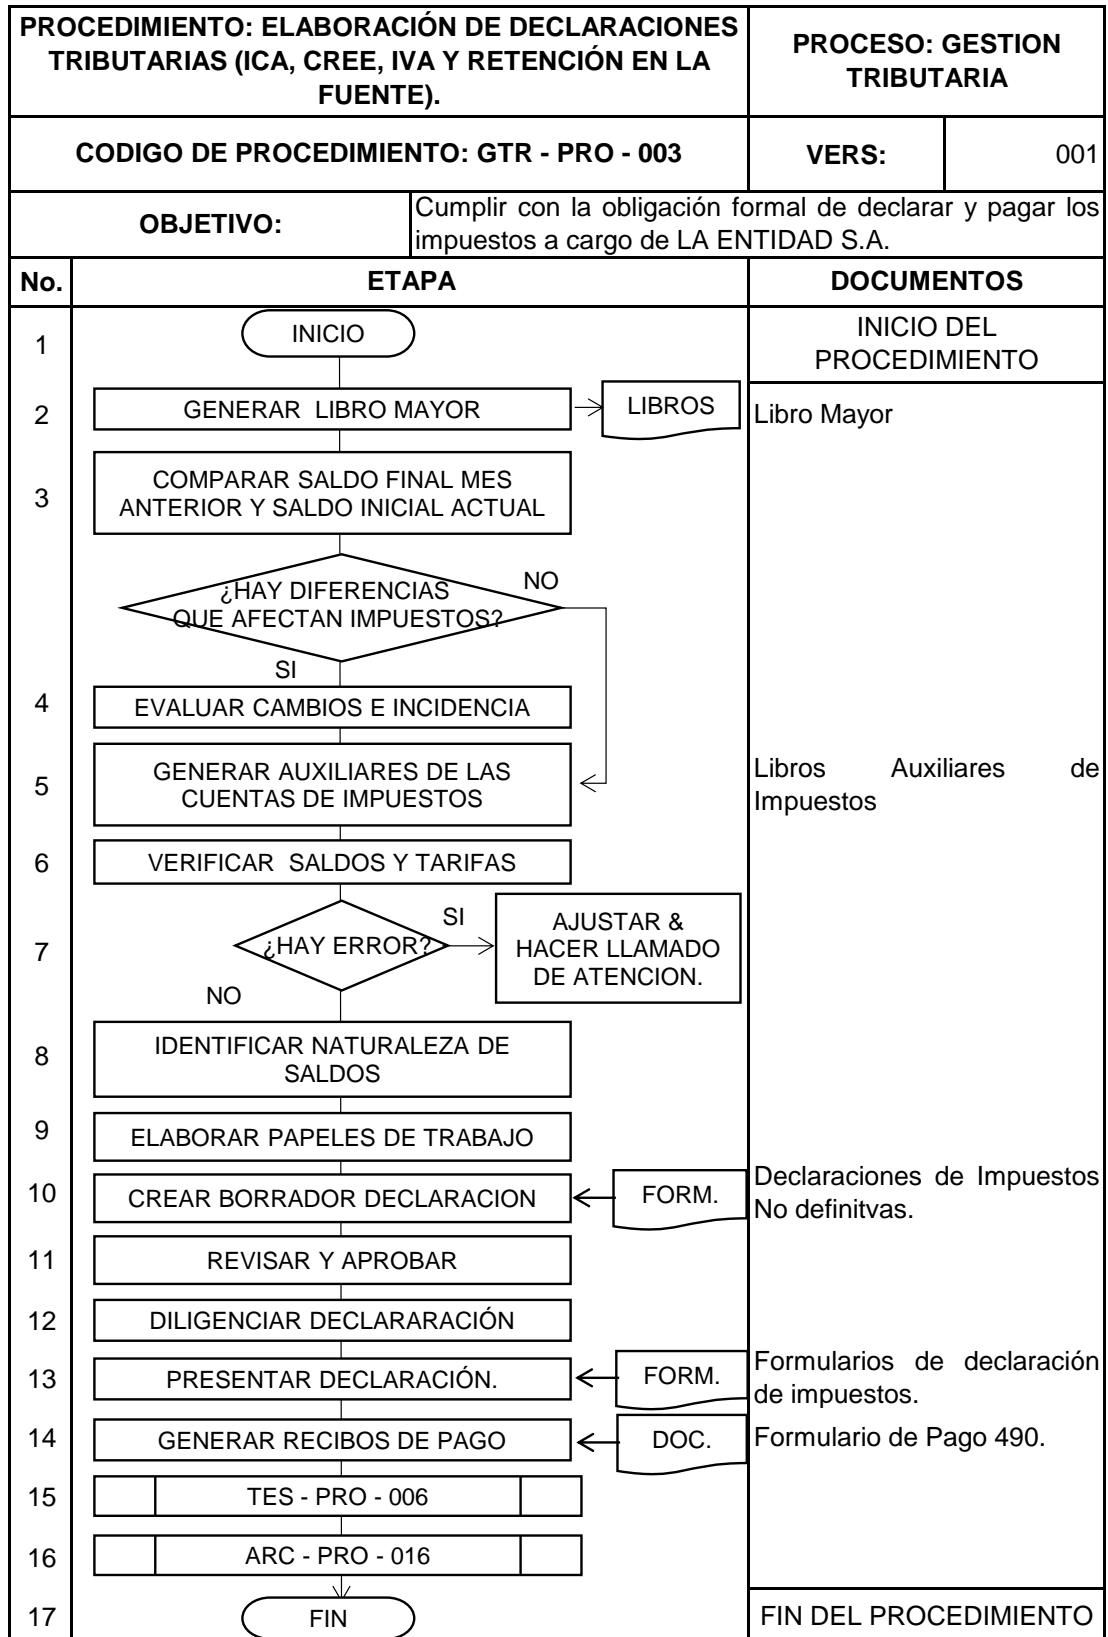 PROCEDIMIENTO: ELABORACIÓN DE DECLARACIONES
TRIBUTARIAS (ICA, CREE, IVA Y RETENCIÓN EN LA
FUENTE).
PROCESO: GESTION
TRIBUTARIA
CODIGO DE PROCEDIMIENTO: GTR - PRO - 003
VERS:
001
OBJETIVO:
Cumplir con la obligación formal de declarar y pagar los
impuestos a cargo de LA ENTIDAD S.A.
No.
ETAPA
DOCUMENTOS
1
INICIO
INICIO DEL
PROCEDIMIENTO
2
GENERAR LIBRO MAYOR
LIBROS
Libro Mayor
3
COMPARAR SALDO FINAL MES
ANTERIOR Y SALDO INICIAL ACTUAL
¿HAY DIFERENCIAS
QUE AFECTAN IMPUESTOS?
NO
SI
4
EVALUAR CAMBIOS E INCIDENCIA
5
GENERAR AUXILIARES DE LAS
CUENTAS DE IMPUESTOS
Libros Auxiliares de
Impuestos
6
VERIFICAR SALDOS Y TARIFAS
7
¿HAY ERROR?
SI
AJUSTAR &
HACER LLAMADO
DE ATENCION.
NO
8
IDENTIFICAR NATURALEZA DE
SALDOS
9
ELABORAR PAPELES DE TRABAJO
10
CREAR BORRADOR DECLARACION
FORM.
Declaraciones de Impuestos
No definitvas.
11
REVISAR Y APROBAR
12
DILIGENCIAR DECLARARACIÓN
13
PRESENTAR DECLARACIÓN.
FORM.
Formularios de declaración
de impuestos.
14
GENERAR RECIBOS DE PAGO
DOC.
Formulario de Pago 490.
15
TES - PRO - 006
16
ARC - PRO - 016
17
FIN
FIN DEL PROCEDIMIENTO